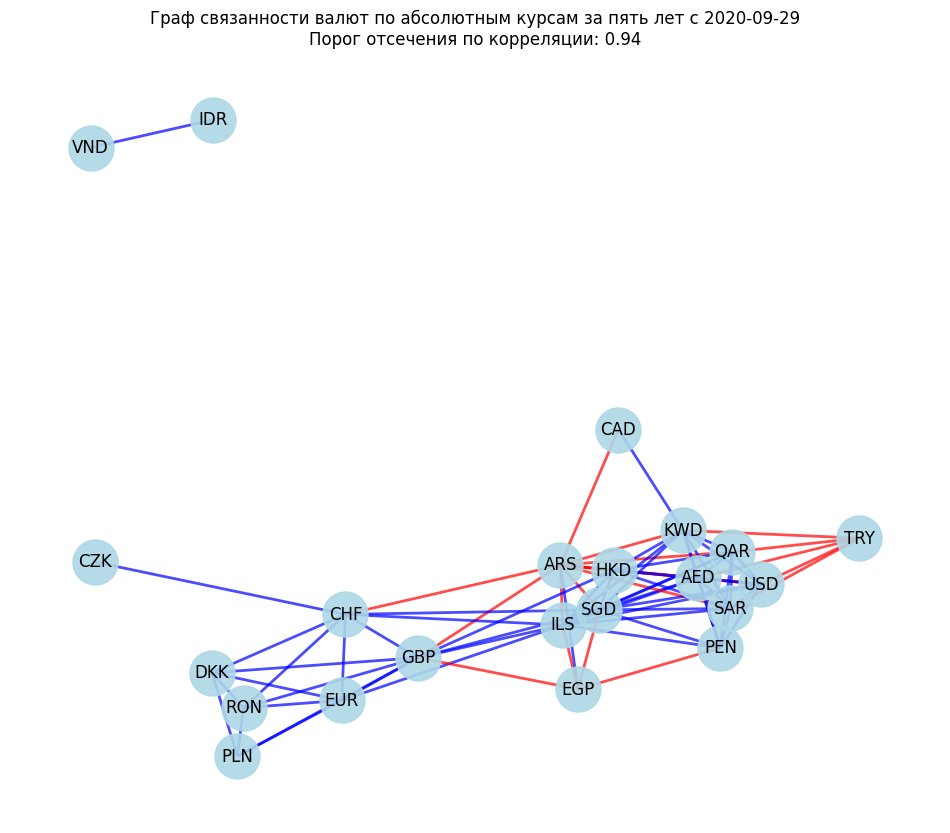 Граф связанности валют по абсолютным курсам за пять лет с 2020-09-29
Порог отсечения по корреляции: 0.94
IDR
VND
CAD
KWD
TRY
QAR
CZK
ARS
HKD
AED
USD
SGD
SAR
CHF
ILS
PEN
GBP
DKK
EGP
EUR
RON
PLN